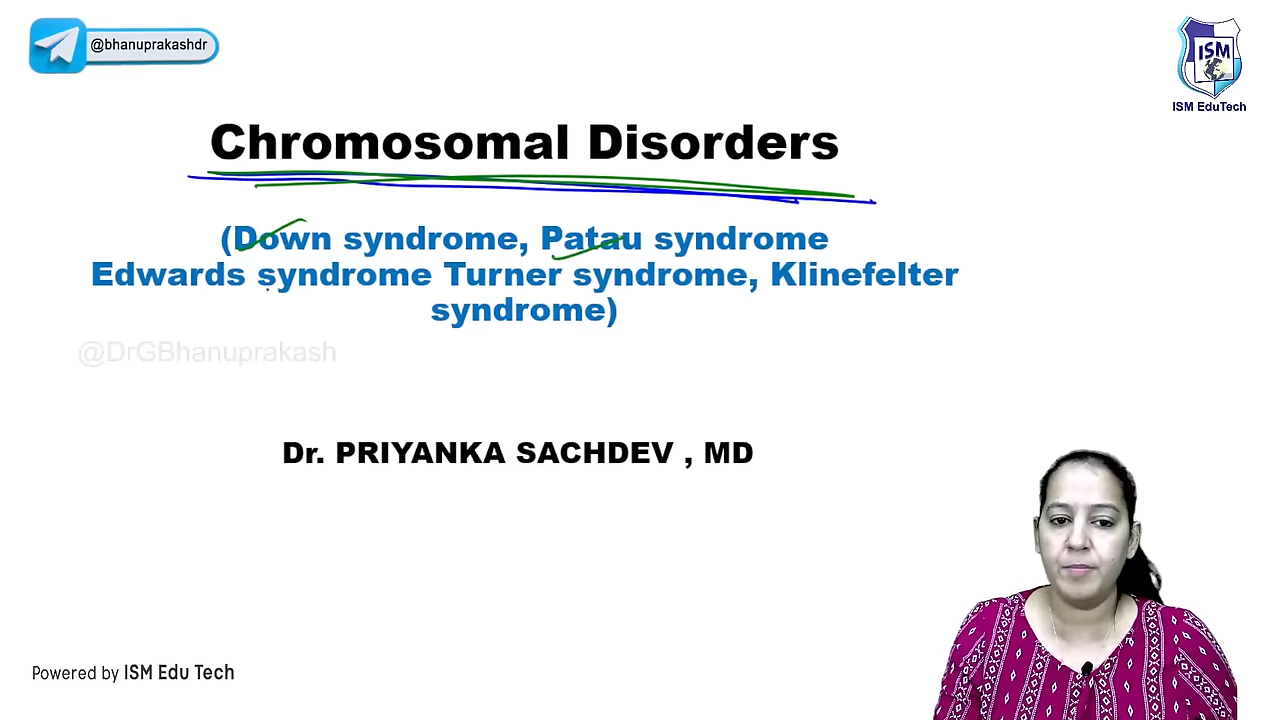 @bhanuprakashdr
ISM
ISM EduTech
Chromosomal Disorders
(Down syndrome, Patau syndrome
Edwards syndrome Turner syndrome, Klinefelter
syndrome)
@DrGBhanuprakash
Dr. PRIYANKA SACHDEV , MD
Powered by ISM Edu Tech